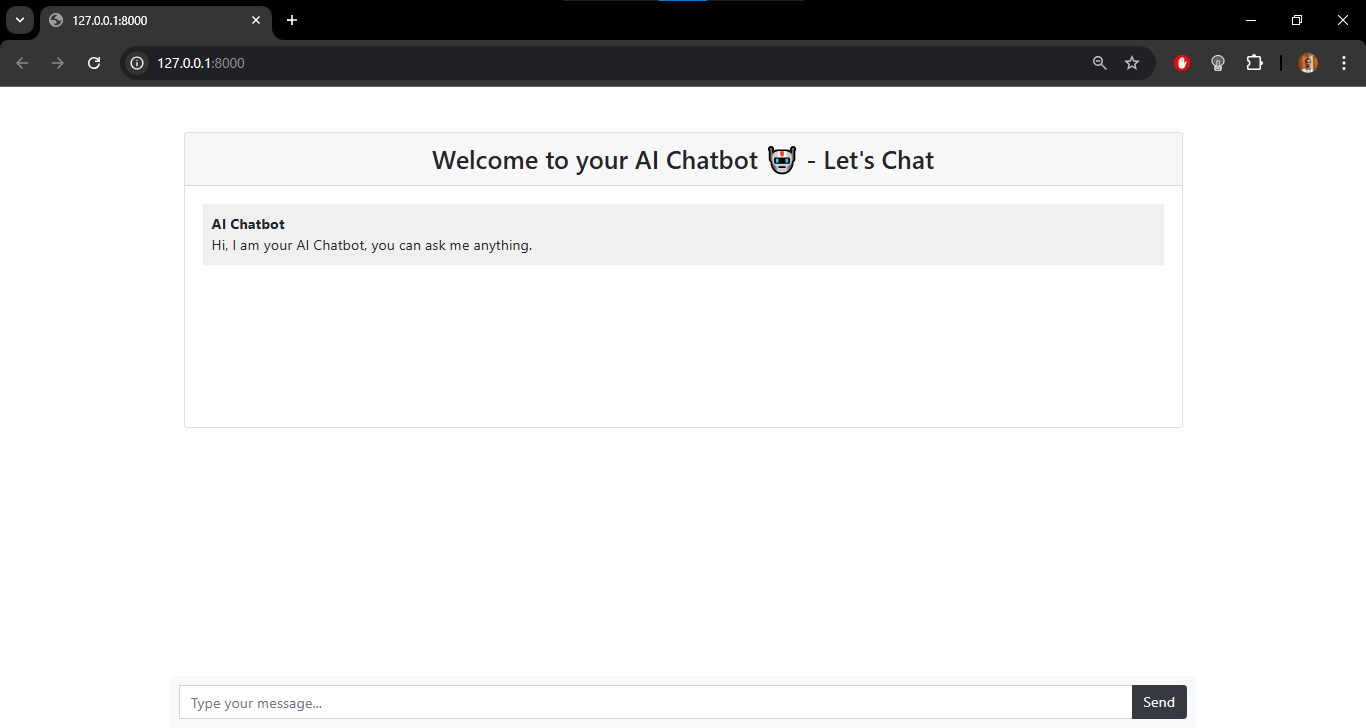 127.0.0.1:8000
127.0.0.1:8000
Welcome to your AI Chatbot 🤖 - Let's Chat
AI Chatbot
Hi, I am your AI Chatbot, you can ask me anything.
Type your message...
Send